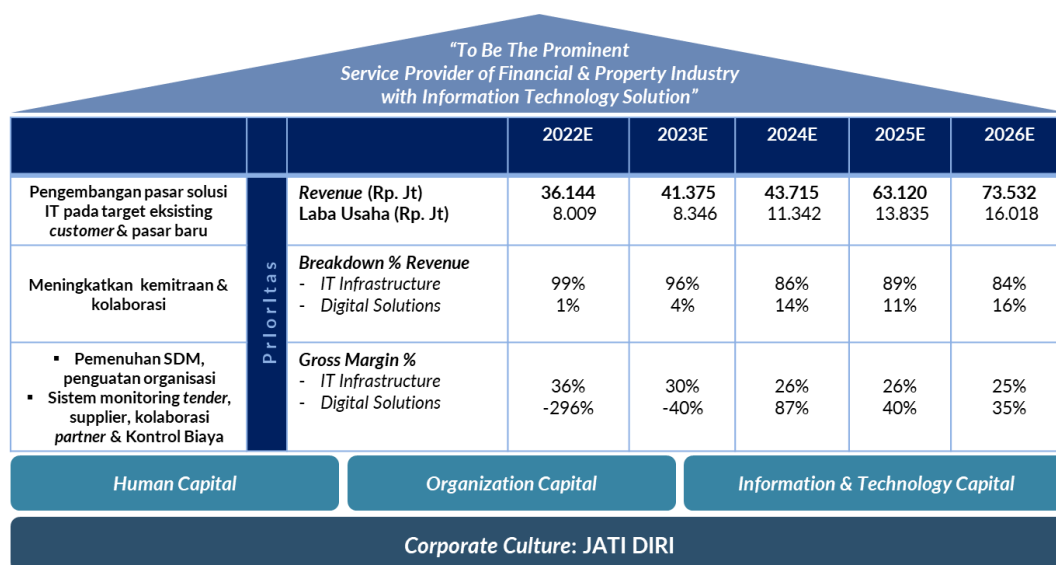 “To Be The Prominent
Service Provider of Financial & Property Industry
with Information Technology Solution”
2022E 2023E 2024E 2025E 2026E
Pengembangan pasar solusi
IT pada target eksisting
customer & pasar baru
PrIorItas
Revenue (Rp. Jt) 36.144 41.375 43.715 63.120 73.532
Laba Usaha (Rp. Jt) 8.009 8.346 11.342 13.835 16.018
Meningkatkan kemitraan &
kolaborasi
Breakdown % Revenue
- IT Infrastructure 99% 96% 86% 89% 84%
- Digital Solutions 1% 4% 14% 11% 16%
▪ Pemenuhan SDM,
penguatan organisasi
▪ Sistem monitoring tender,
supplier, kolaborasi
partner & Kontrol Biaya
Gross Margin %
- IT Infrastructure 36% 30% 26% 26% 25%
- Digital Solutions -296% -40% 87% 40% 35%
Human Capital Organization Capital Information & Technology Capital
Corporate Culture: JATI DIRI